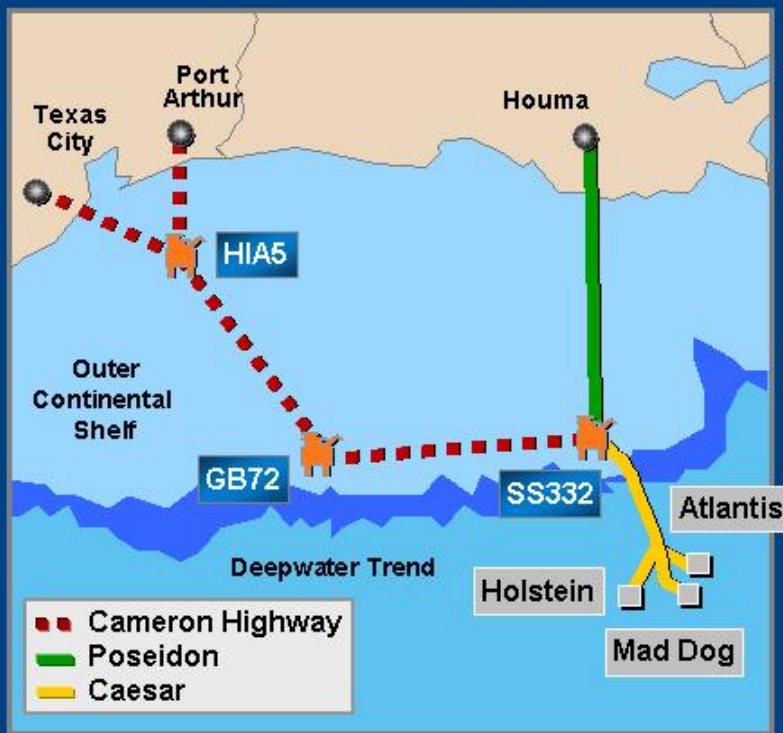 Port
Arthur
Texas
City
Houma
HIA5
Outer
Continental
Shelf
GB72
SS332
Atlantis
Deepwater Trend
Holstein
Mad Dog
Cameron Highway
Poseidon
Caesar